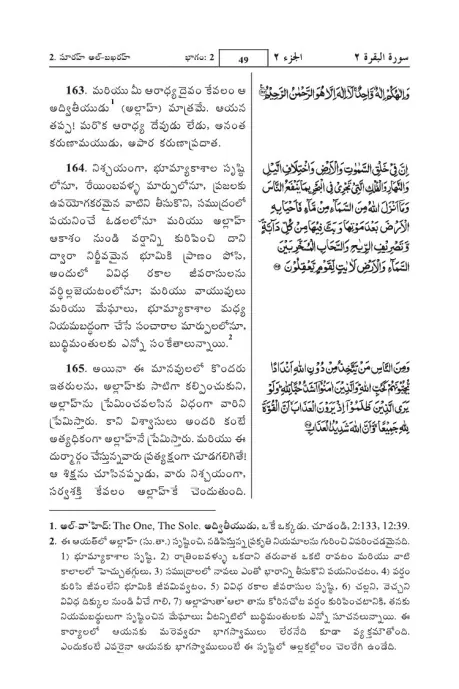 2. సూరహ్ అల్-బఖరహ్ భాగం: 2 49 الجزء ٢ سورة البقرة ٢
163. మరియు మీ ఆరాధ్యదైవం కేవలం ఆ
అద్వితీయుడు1 (అల్లాహ్) మాత్రమే. ఆయన
తప్ప! మరొక ఆరాధ్య దేవుడు లేడు, అనంత
కరుణామయుడు, అపార కరుణాప్రదాత.
وَإِلَٰهُكُمْ إِلَٰهٌ وَاحِدٌ لَا إِلَٰهَ إِلَّا هُوَ الرَّحْمَٰنُ الرَّحِيمُ
164. నిశ్చయంగా, భూమ్యాకాశాల సృష్టి
లోనూ, రేయింబవళ్ళ మార్పులోనూ, ప్రజలకు
ఉపయోగకరమైన వాటిని తీసుకొని, సముద్రంలో
పయనించే ఓడలలోనూ మరియు అల్లాహ్
ఆకాశం నుండి వర్షాన్ని కురిపించి దాని
ద్వారా నిర్జీవమైన భూమికి ప్రాణం పోసి,
అందులో వివిధ రకాల జీవరాసులను
వర్ధిల్లజేయటంలోనూ; మరియు వాయువులు
మరియు మేఘాలు, భూమ్యాకాశాల మధ్య
నియమబద్ధంగా చేసే సంచారాల మార్పులలోనూ,
బుద్ధిమంతులకు ఎన్నో సంకేతాలున్నాయి.2
إِنَّ فِي خَلْقِ السَّمَاوَاتِ وَالْأَرْضِ وَاخْتِلَافِ اللَّيْلِ
وَالنَّهَارِ وَالْفُلْكِ الَّتِي تَجْرِي فِي الْبَحْرِ بِمَا يَنْفَعُ النَّاسَ
وَمَا أَنْزَلَ اللَّهُ مِنَ السَّمَاءِ مِنْ مَاءٍ فَأَحْيَا بِهِ
الْأَرْضَ بَعْدَ مَوْتِهَا وَبَثَّ فِيهَا مِنْ كُلِّ دَابَّةٍ
وَتَصْرِيفِ الرِّيَاحِ وَالسَّحَابِ الْمُسَخَّرِ بَيْنَ
السَّمَاءِ وَالْأَرْضِ لَآيَاتٍ لِقَوْمٍ يَعْقِلُونَ
165. అయినా ఈ మానవులలో కొందరు
ఇతరులను, అల్లాహ్‌కు సాటిగా కల్పించుకుని,
అల్లాహ్‌ను ప్రేమించవలసిన విధంగా వారిని
ప్రేమిస్తారు. కాని విశ్వాసులు అందరి కంటే
అత్యధికంగా అల్లాహ్‌నే ప్రేమిస్తారు. మరియు ఈ
దుర్మార్గం చేస్తున్నవారు ప్రత్యక్షంగా చూడగలిగితే!
ఆ శిక్షను చూసినప్పుడు, వారు నిశ్చయంగా,
సర్వశక్తి కేవలం అల్లాహ్‌కే చెందుతుంది.
وَمِنَ النَّاسِ مَنْ يَتَّخِذُ مِنْ دُونِ اللَّهِ أَنْدَادًا
يُحِبُّونَهُمْ كَحُبِّ اللَّهِ وَالَّذِينَ آمَنُوا أَشَدُّ حُبًّا لِلَّهِ وَلَوْ
يَرَى الَّذِينَ ظَلَمُوا إِذْ يَرَوْنَ الْعَذَابَ أَنَّ الْقُوَّةَ
لِلَّهِ جَمِيعًا وَأَنَّ اللَّهَ شَدِيدُ الْعَذَابِ
1. అల్-వా'హిద్: The One, The Sole. అద్వితీయుడు, ఒకే ఒక్కడు. చూడండి, 2:133, 12:39.
2. ఈ ఆయత్‌లో అల్లాహ్ (సు.తా.) సృష్టించి, నడిపిస్తున్న ప్రకృతి నియమాలను గురించి వివరించడమైనది.
1) భూమ్యాకాశాల సృష్టి, 2) రాత్రింబవళ్ళు ఒకదాని తరువాత ఒకటి రావటం మరియు వాటి
కాలాలలో హెచ్చుతగ్గులు, 3) సముద్రాలలో నావలు ఎంతో భారాన్ని తీసుకొని పయనించటం, 4) వర్షం
కురిసి జీవంలేని భూమికి జీవమివ్వటం, 5) వివిధ రకాల జీవరాసుల సృష్టి, 6) చల్లని, వెచ్చని
వివిధ దిక్కుల నుండి వీచే గాలి, 7) అల్లాహుతా'ఆలా తాను కోరినచోట వర్షం కురిపించటానికి, తనకు
నియమబద్ధులుగా సృష్టించిన మేఘాలు; వీటన్నిటిలో బుద్ధిమంతులకు ఎన్నో సూచనలున్నాయి. ఈ
కార్యాలలో ఆయనకు మరెవ్వరూ భాగస్వాములు లేరనేది కూడా వ్యక్తమౌతోంది.
ఎందుకంటే ఎవరైనా ఆయనకు భాగస్వాములుంటే ఈ సృష్టిలో అల్లకల్లోలం చెలరేగి ఉండేది.